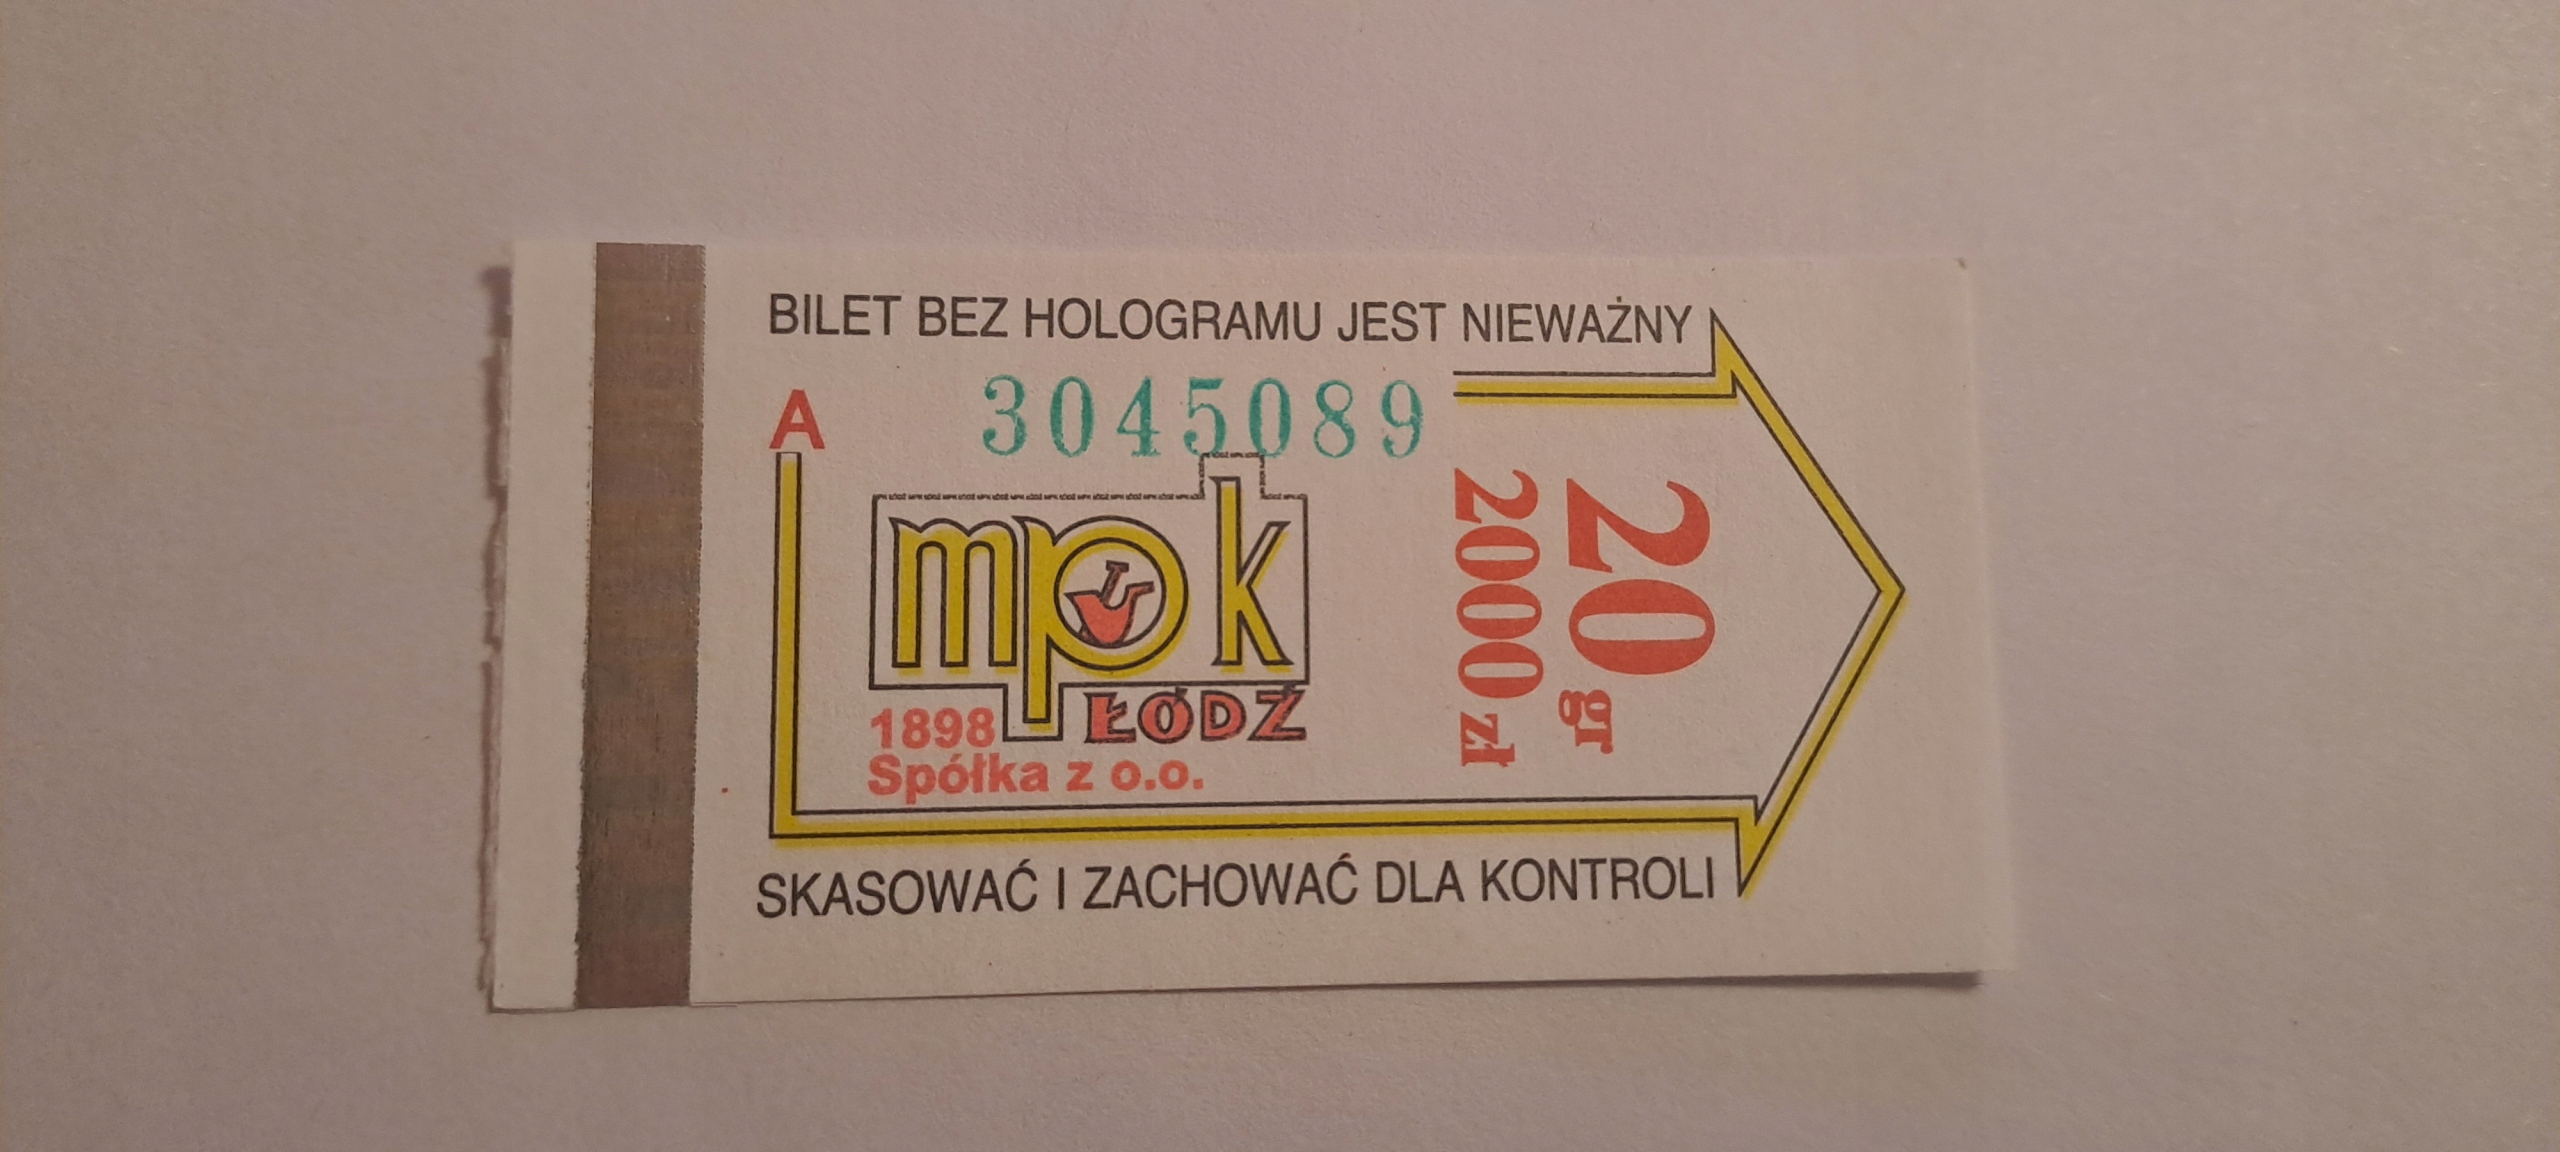 BILET BEZ HOLOGRAMU JEST NIEWAŻNY
A
3045089
mpk
ŁÓDŹ
1898
Spółka z o.o.
20 gr
2000 zł
SKASOWAĆ I ZACHOWAĆ DLA KONTROLI